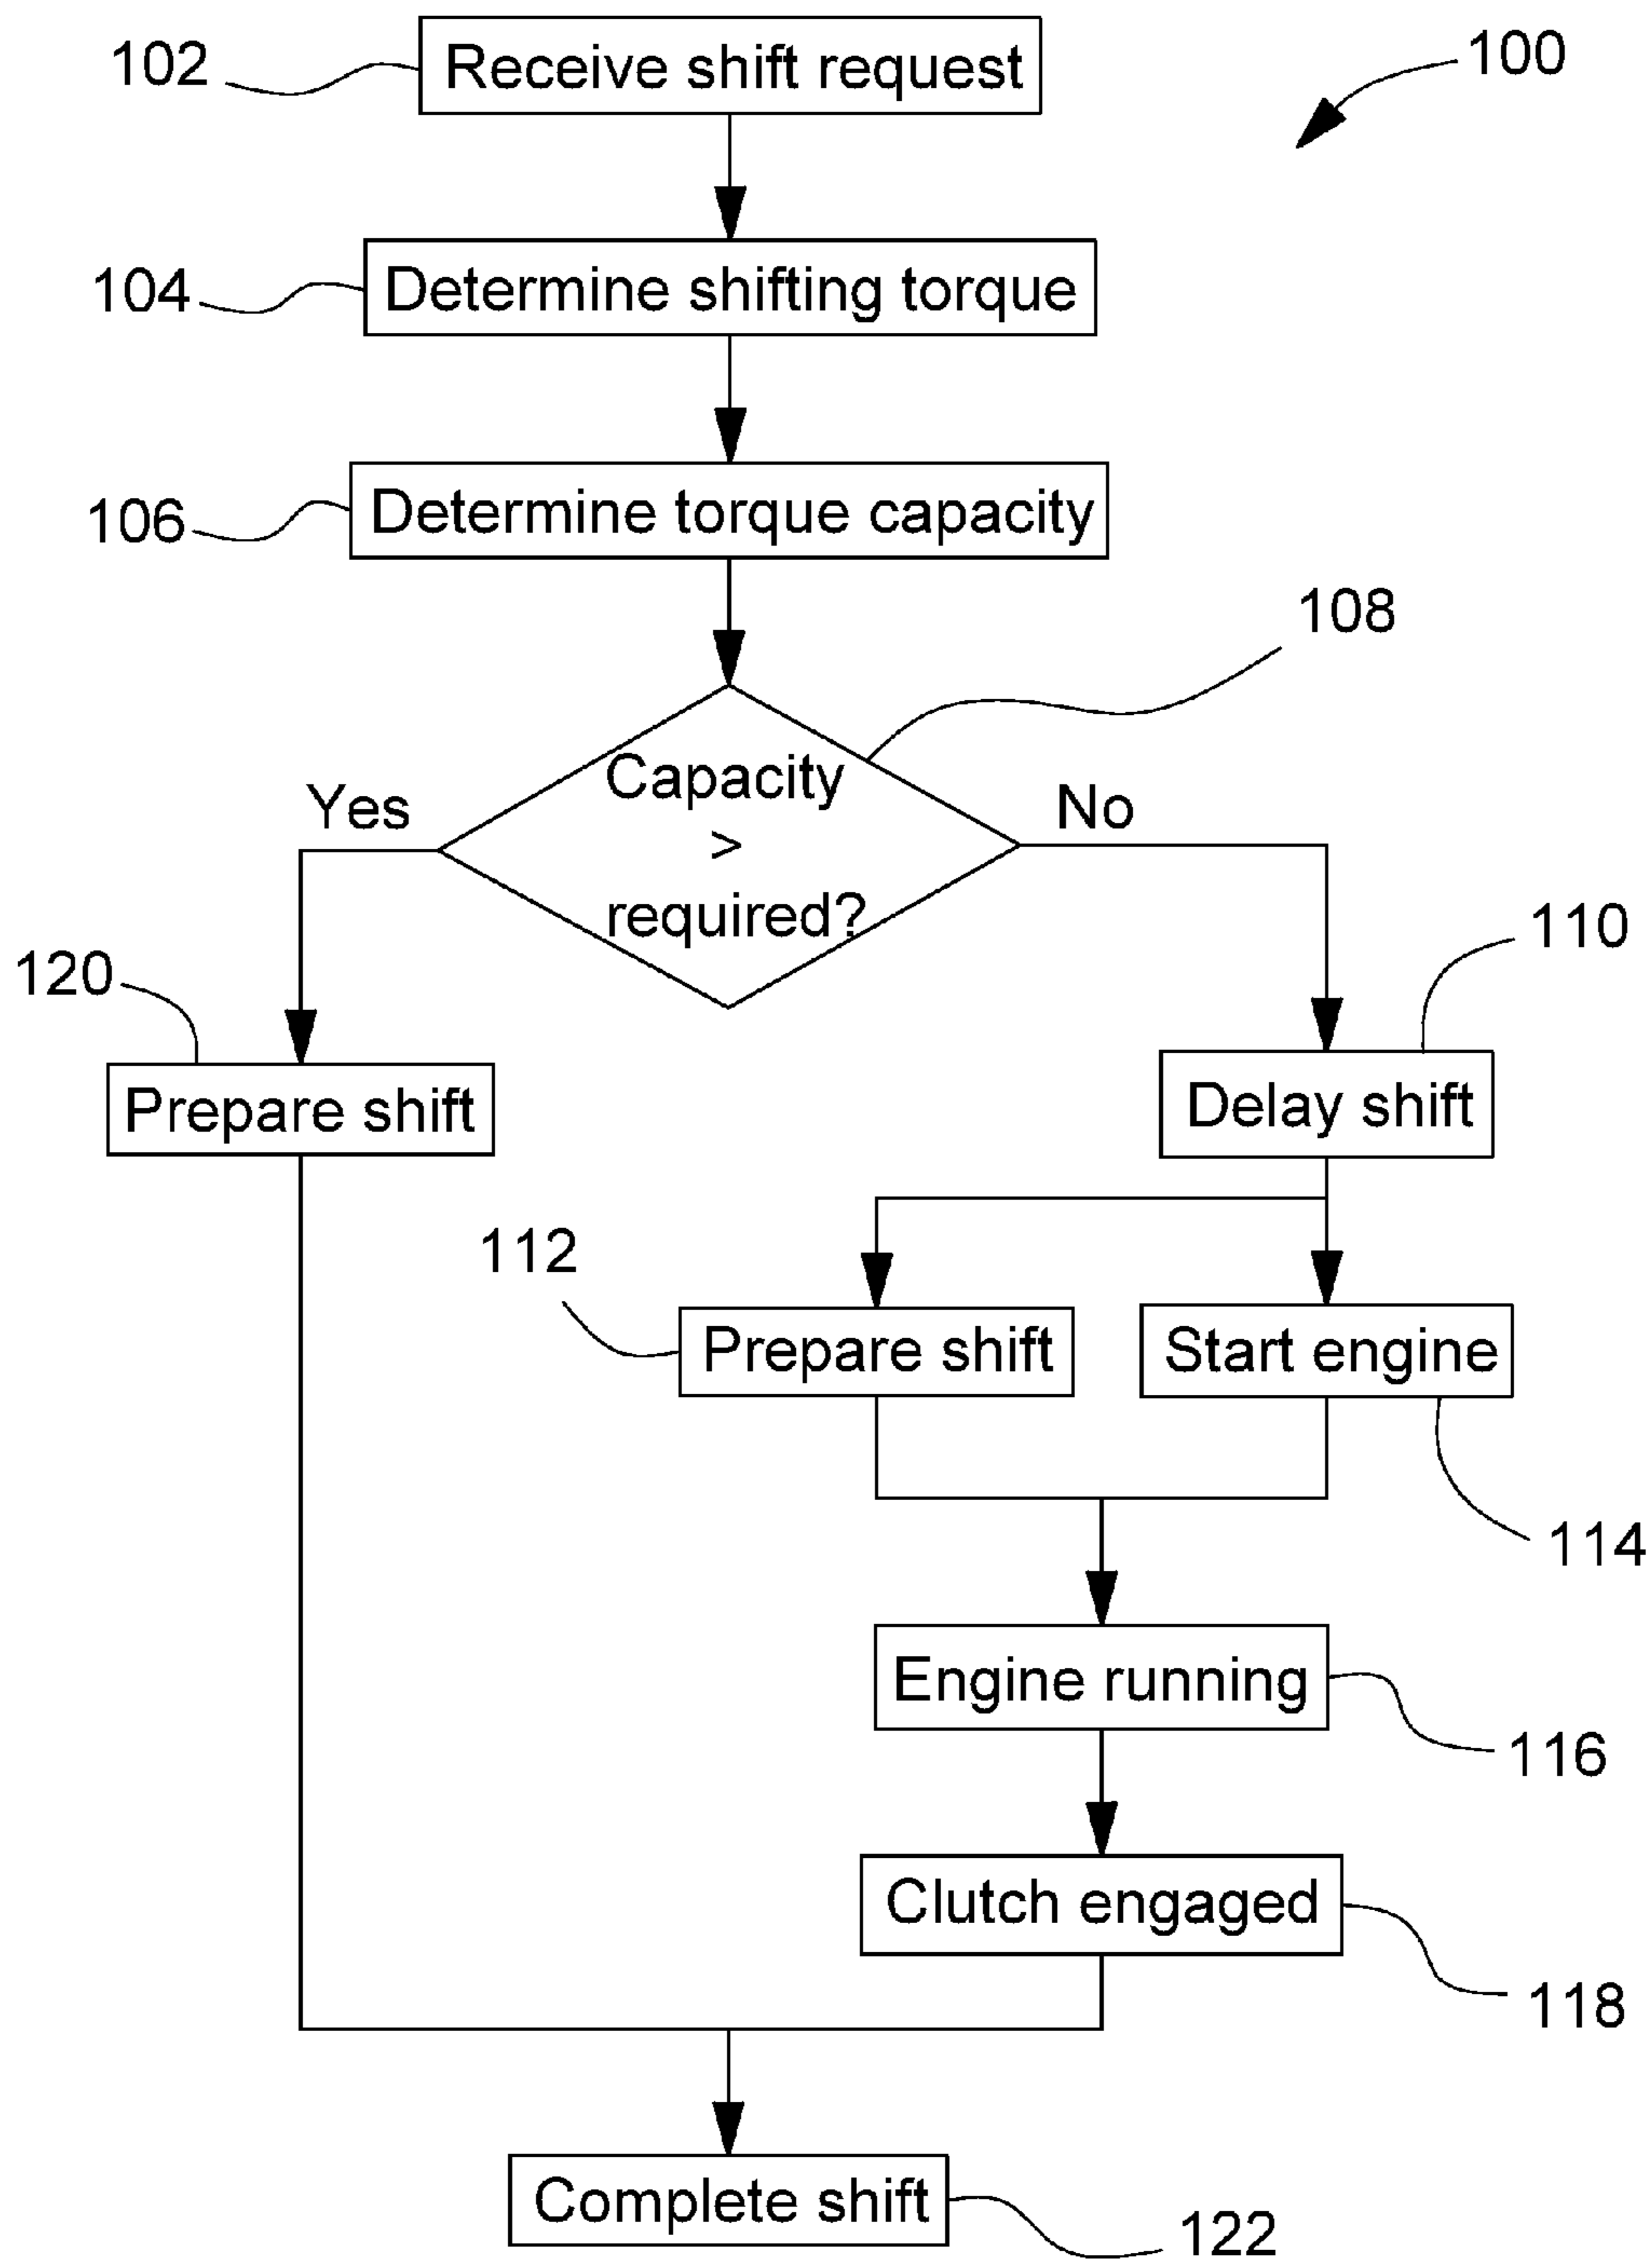 102
Receive shift request
100
104
Determine shifting torque
106
Determine torque capacity
108
Capacity
>
required?
Yes
No
120
110
Prepare shift
Delay shift
112
Prepare shift
Start engine
114
Engine running
116
Clutch engaged
118
Complete shift
122